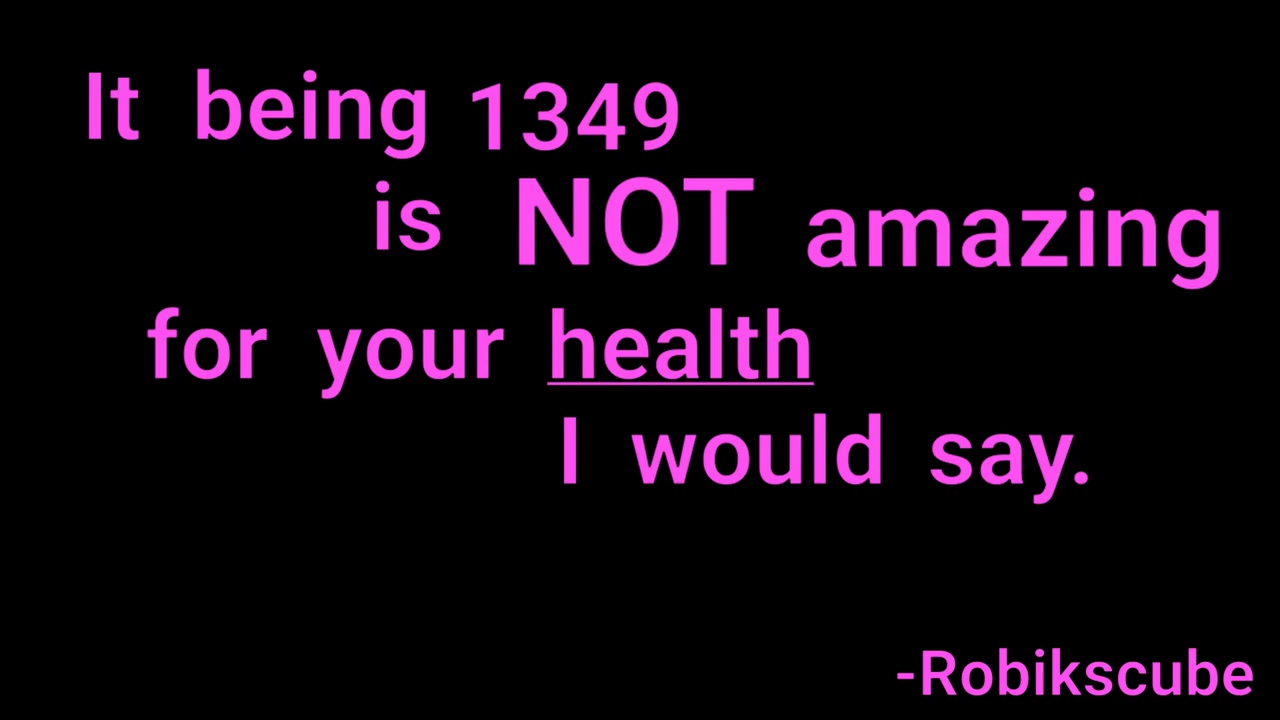 It being 1349
is NOT amazing
for your health
I would say.
-Robikscube